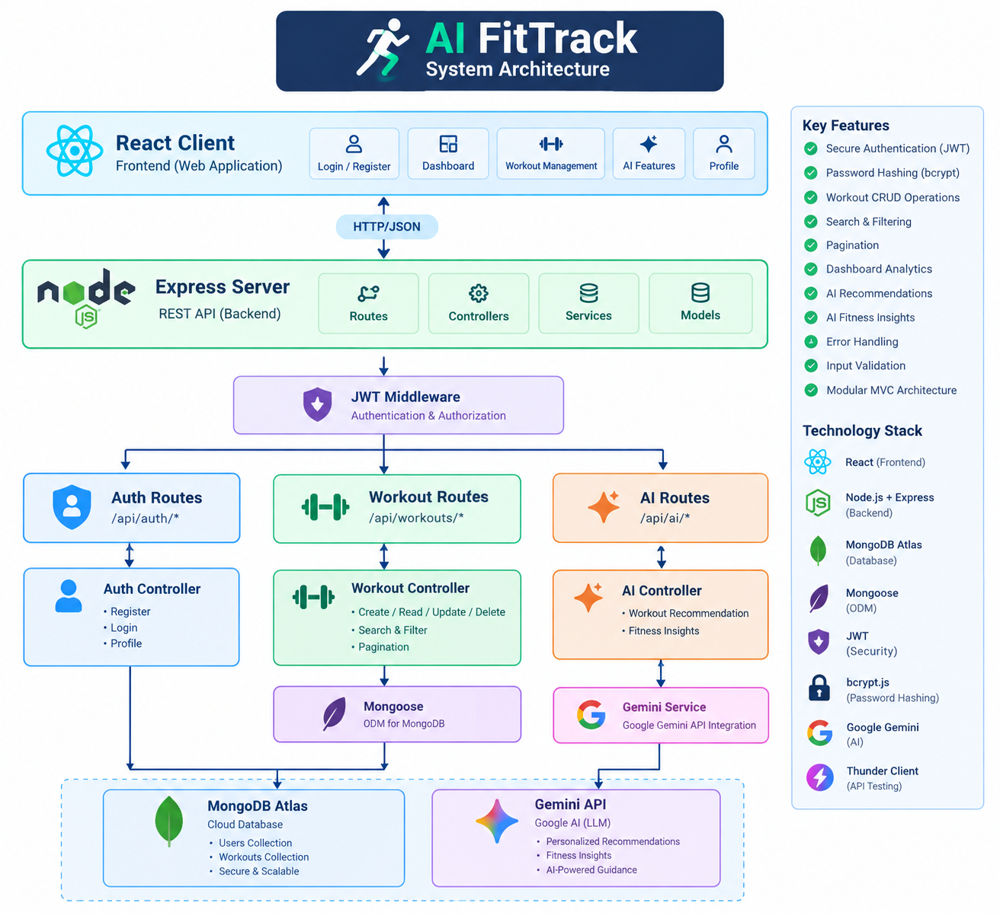 AI FitTrack
System Architecture
React Client
Frontend (Web Application)
Login / Register
Dashboard
Workout Management
AI Features
Profile
HTTP/JSON
node
JS
Express Server
REST API (Backend)
Routes
Controllers
Services
Models
JWT Middleware
Authentication & Authorization
Auth Routes
/api/auth/*
Workout Routes
/api/workouts/*
AI Routes
/api/ai/*
Auth Controller
• Register
• Login
• Profile
Workout Controller
• Create / Read / Update / Delete
• Search & Filter
• Pagination
AI Controller
• Workout Recommendation
• Fitness Insights
Mongoose
ODM for MongoDB
Gemini Service
Google Gemini API Integration
MongoDB Atlas
Cloud Database
• Users Collection
• Workouts Collection
• Secure & Scalable
Gemini API
Google AI (LLM)
• Personalized Recommendations
• Fitness Insights
• AI-Powered Guidance
Key Features
Secure Authentication (JWT)
Password Hashing (bcrypt)
Workout CRUD Operations
Search & Filtering
Pagination
Dashboard Analytics
AI Recommendations
AI Fitness Insights
Error Handling
Input Validation
Modular MVC Architecture
Technology Stack
React (Frontend)
JS
Node.js + Express
(Backend)
MongoDB Atlas
(Database)
Mongoose
(ODM)
JWT
(Security)
bcrypt.js
(Password Hashing)
Google Gemini
(AI)
Thunder Client
(API Testing)